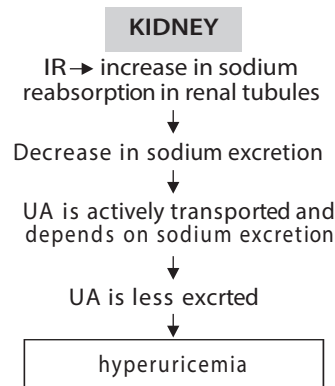 KIDNEY
IR → increase in sodium
reabsorption in renal tubules
Decrease in sodium excretion
UA is actively transported and
depends on sodium excretion
UA is less excrted
hyperuricemia